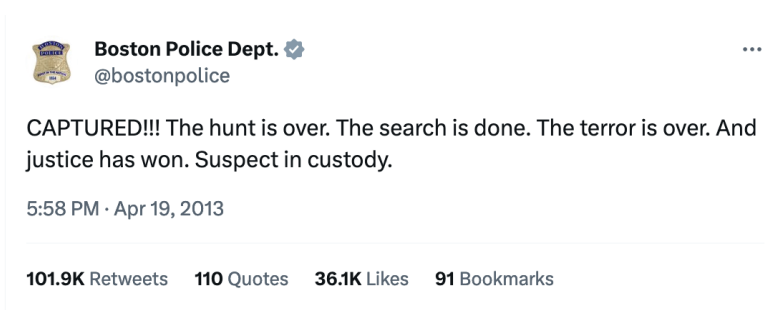 Boston Police Dept.
@bostonpolice
CAPTURED!!! The hunt is over. The search is done. The terror is over. And
justice has won. Suspect in custody.
5:58 PM · Apr 19, 2013
101.9K Retweets 110 Quotes 36.1K Likes 91 Bookmarks